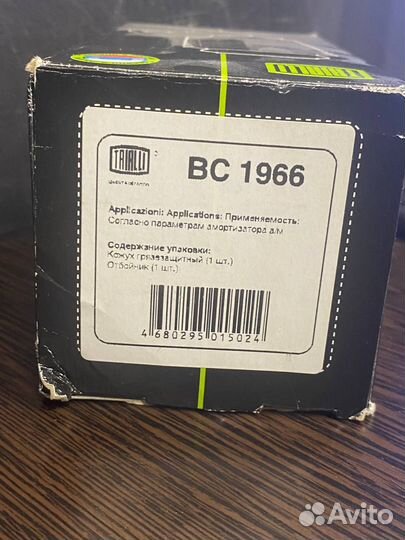 TRIALLI
BC 1966
Applicazioni: Applications: Применяемость:
Согласно параметрам амортизатора а/м
Содержание упаковки:
Кожух грязезащитный (1 шт.)
Отбойник (1 шт.)
4 680295 015024
Avito